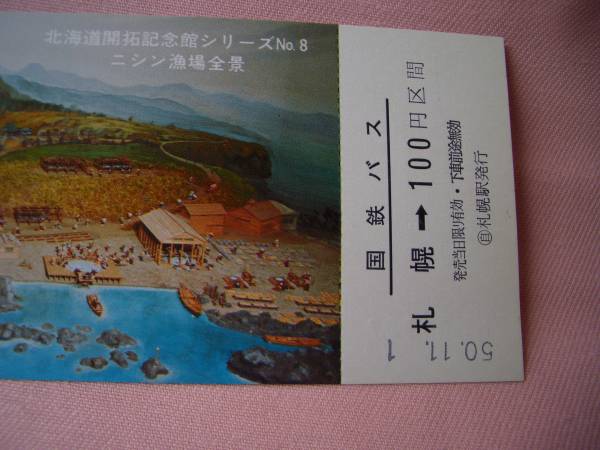 北海道開拓記念館シリーズNo.8
ニシン漁場全景
国鉄バス
札幌→100円区間
発売当日限り有効・下車前途無効
自札幌駅発行
50.11.1